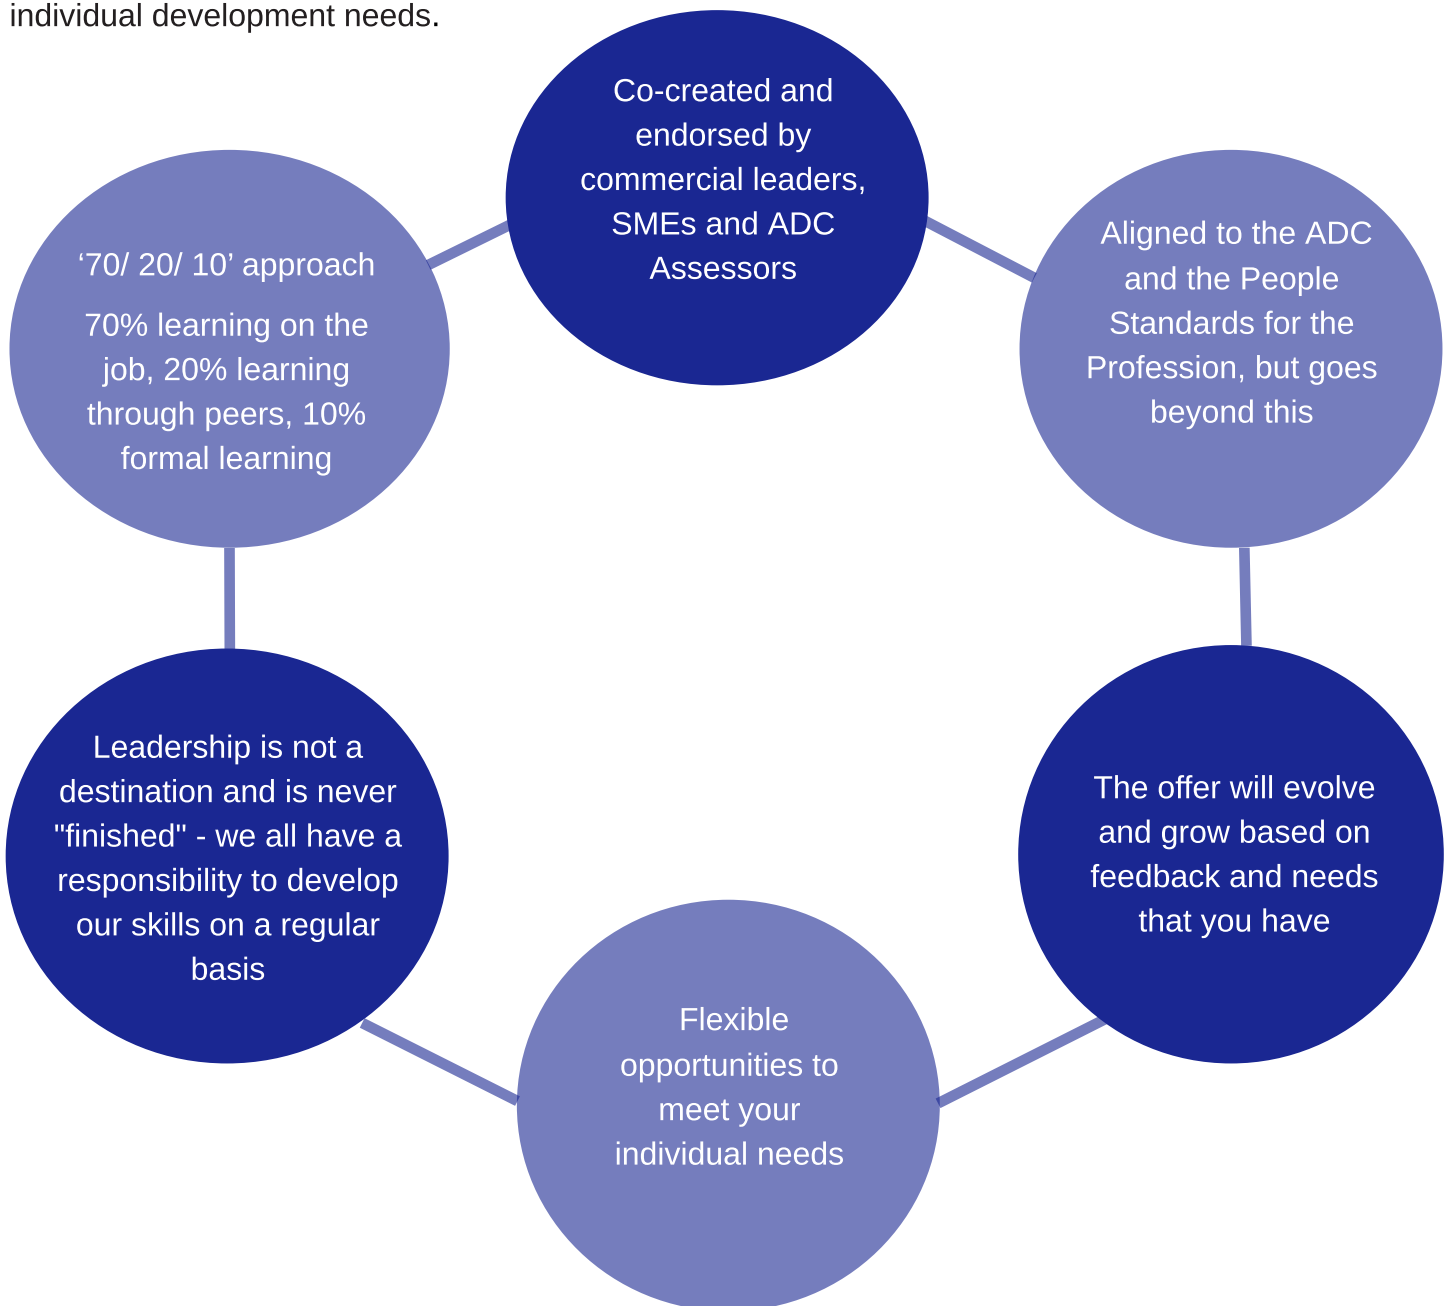 individual development needs.
Co-created and
endorsed by
commercial leaders,
SMEs and ADC
Assessors
Aligned to the ADC
and the People
Standards for the
Profession, but goes
beyond this
The offer will evolve
and grow based on
feedback and needs
that you have
Flexible
opportunities to
meet your
individual needs
Leadership is not a
destination and is never
"finished" - we all have a
responsibility to develop
our skills on a regular
basis
‘70/ 20/ 10’ approach
70% learning on the
job, 20% learning
through peers, 10%
formal learning